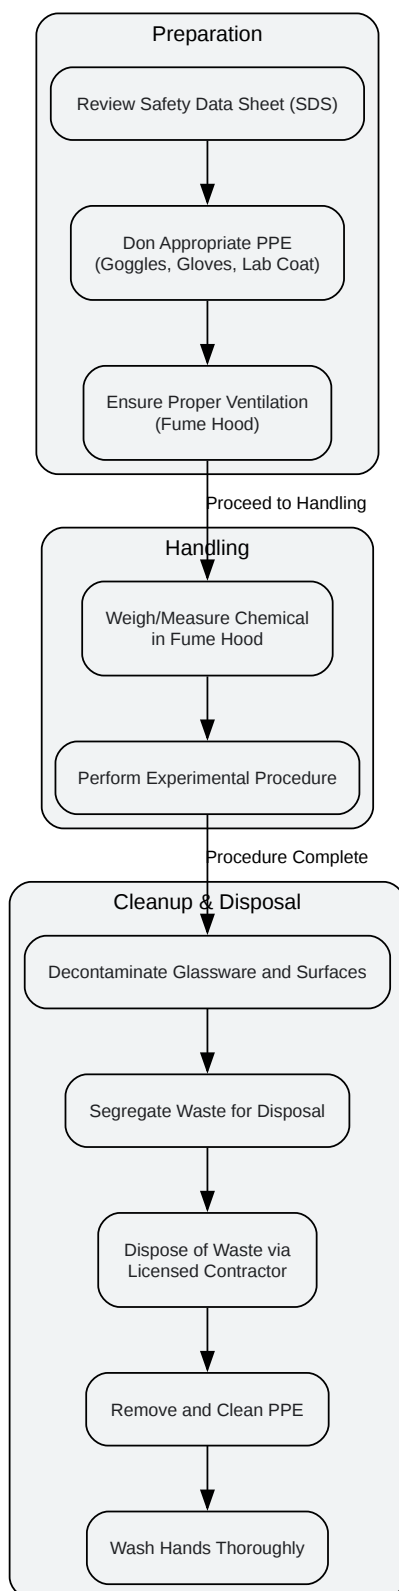 Preparation
Review Safety Data Sheet (SDS)
Don Appropriate PPE
(Goggles, Gloves, Lab Coat)
Ensure Proper Ventilation
(Fume Hood)
Proceed to Handling
Handling
Weigh/Measure Chemical
in Fume Hood
Perform Experimental Procedure
Procedure Complete
Cleanup & Disposal
Decontaminate Glassware and Surfaces
Segregate Waste for Disposal
Dispose of Waste via
Licensed Contractor
Remove and Clean PPE
Wash Hands Thoroughly